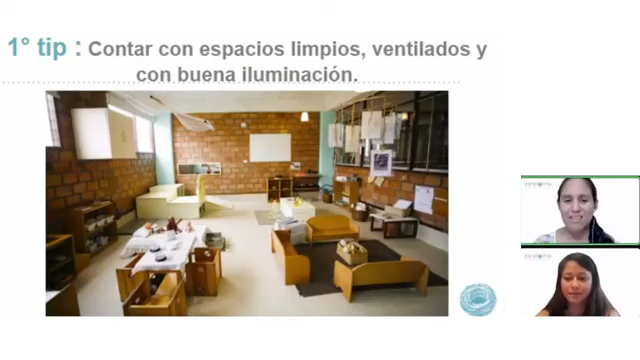 1° tip : Contar con espacios limpios, ventilados y
con buena iluminación.